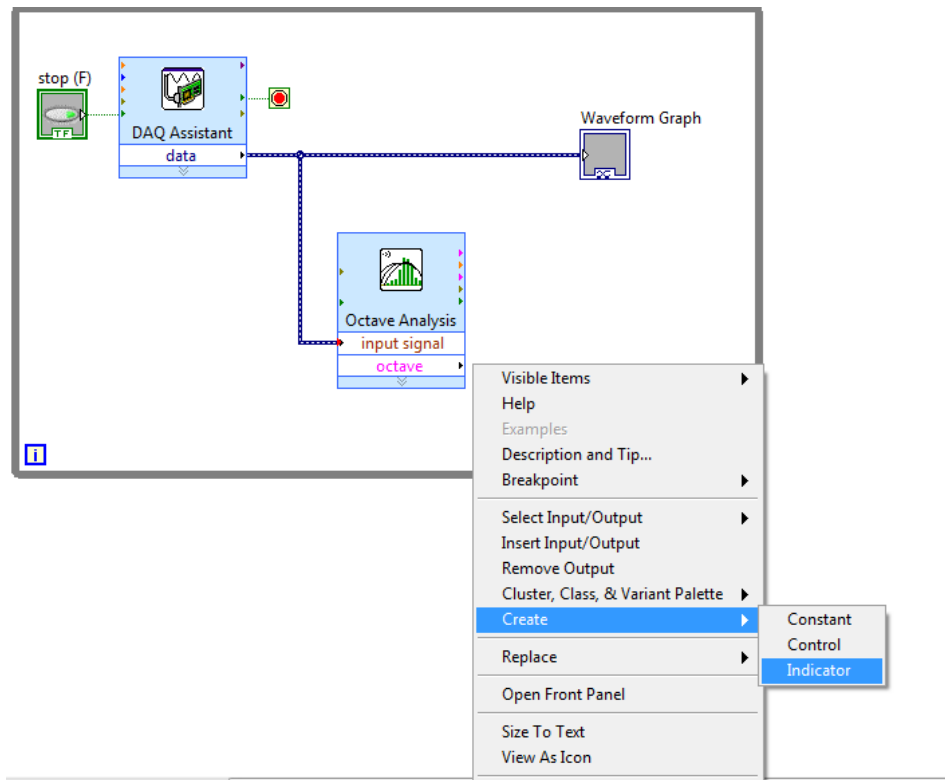 stop (F)
TF
DAQ Assistant
data
Waveform Graph
Octave Analysis
input signal
octave
i
Visible Items
Help
Examples
Description and Tip...
Breakpoint
Select Input/Output
Insert Input/Output
Remove Output
Cluster, Class, & Variant Palette
Create
Constant
Control
Indicator
Replace
Open Front Panel
Size To Text
View As Icon